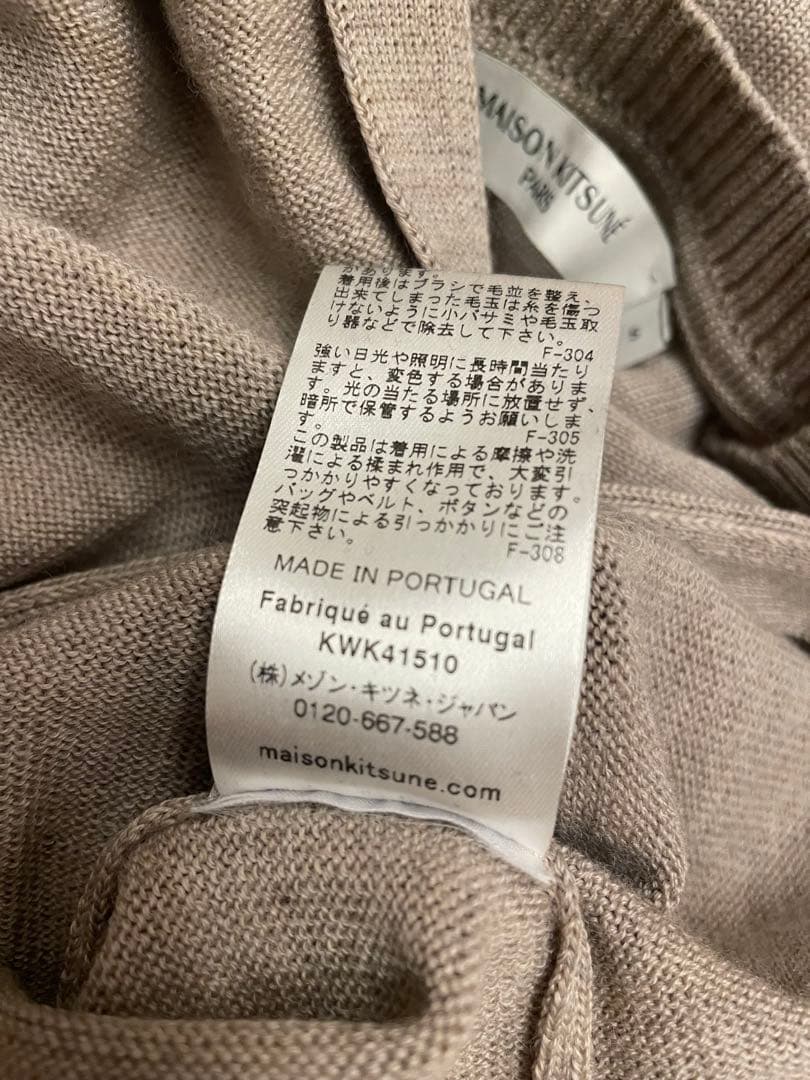 MAISON KITSUNÉ
PARIS
S
があります。
着用後はブラシで毛並を整え、
出来てしまった毛玉は糸を傷つ
けないように小バサミや毛玉取
り器などで除去して下さい。
F-304
強い日光や照明に長時間当たり
ますと、変色する場合がありま
す。光の当たる場所に放置せず、
暗所で保管するようお願いしま
す。
F-305
この製品は着用による摩擦や洗
濯による揉まれ作用で、大変引
っかかりやすくなっております。
バッグやベルト、ボタンなどの
突起物による引っかかりにご注
意下さい。
F-308
MADE IN PORTUGAL
Fabriqué au Portugal
KWK41510
(株)メゾン・キツネ・ジャパン
0120-667-588
maisonkitsune.com